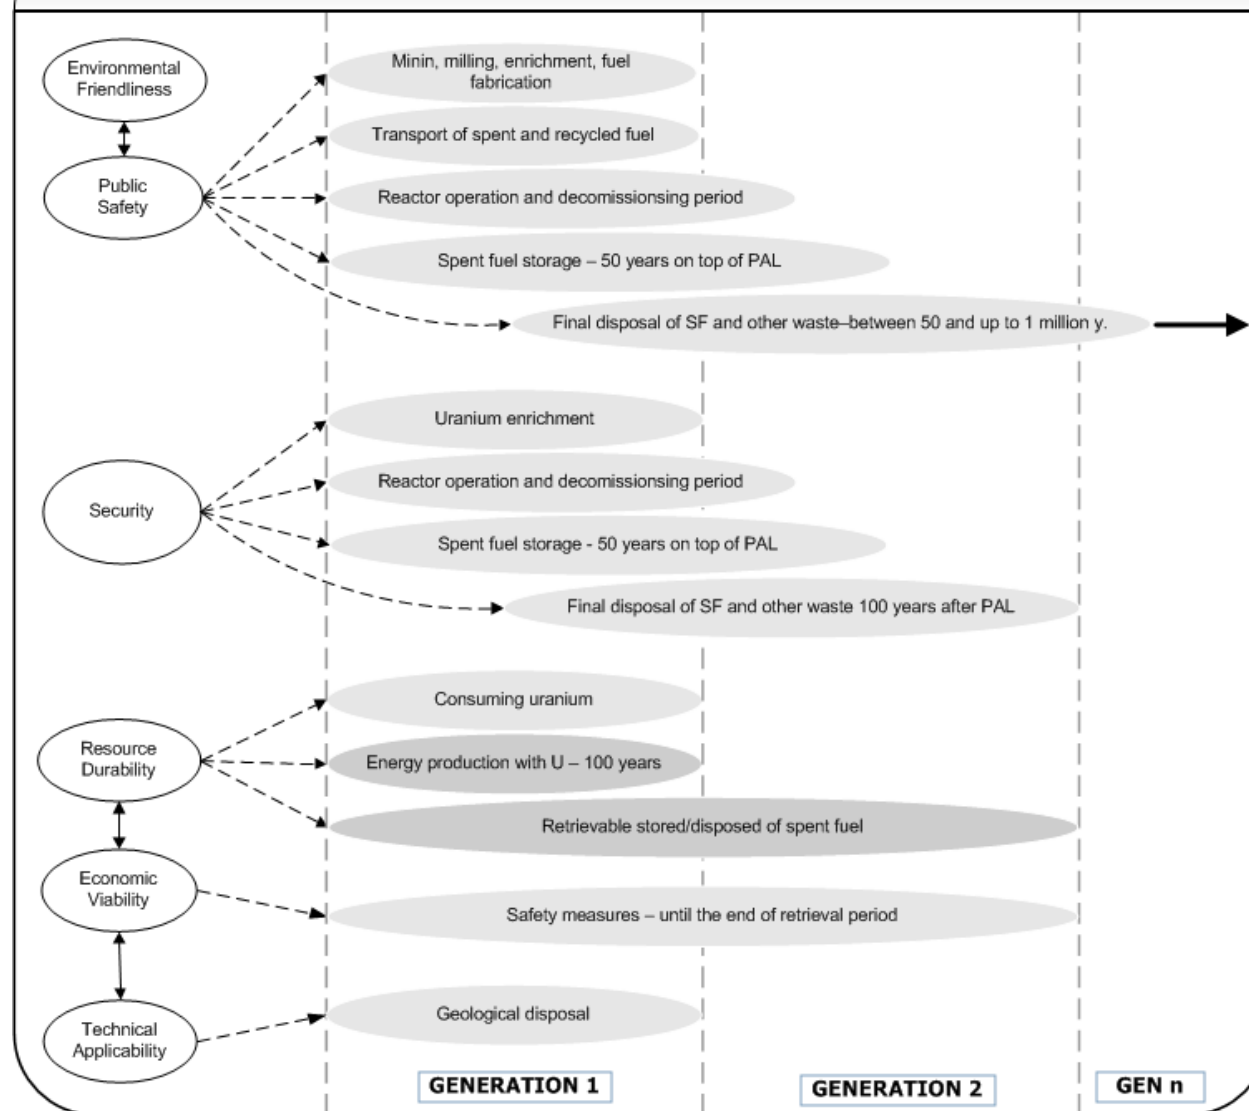 Environmental
Friendliness
Minin, milling, enrichment, fuel
fabrication
Transport of spent and recycled fuel
Public
Safety
Reactor operation and decomissionsing period
Spent fuel storage – 50 years on top of PAL
Final disposal of SF and other waste–between 50 and up to 1 million y.
Uranium enrichment
Reactor operation and decomissionsing period
Security
Spent fuel storage - 50 years on top of PAL
Final disposal of SF and other waste 100 years after PAL
Consuming uranium
Resource
Durability
Energy production with U – 100 years
Retrievable stored/disposed of spent fuel
Economic
Viability
Safety measures – until the end of retrieval period
Geological disposal
Technical
Applicability
GENERATION 1
GENERATION 2
GEN n